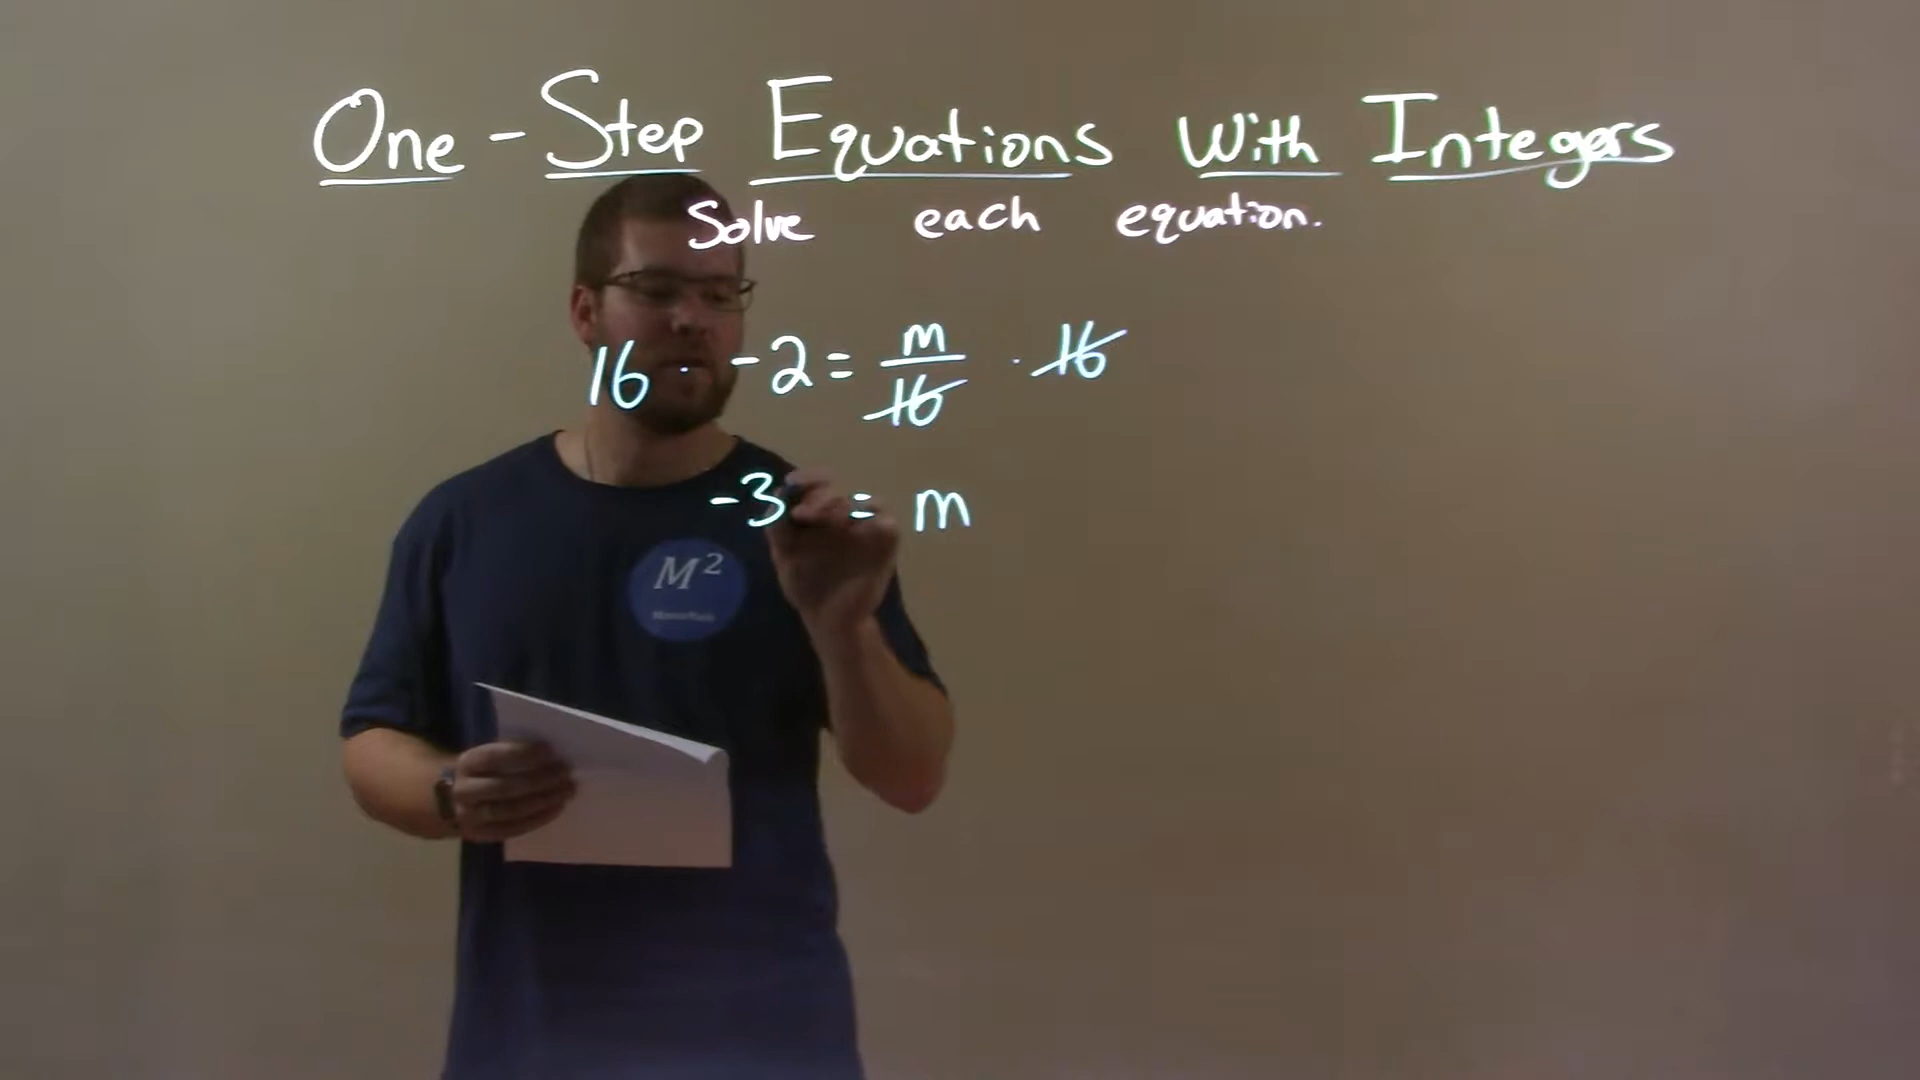 One-Step Equations With Integers
Solve each equation.
16 · -2 = m/16 · 16
-3 = m
M²